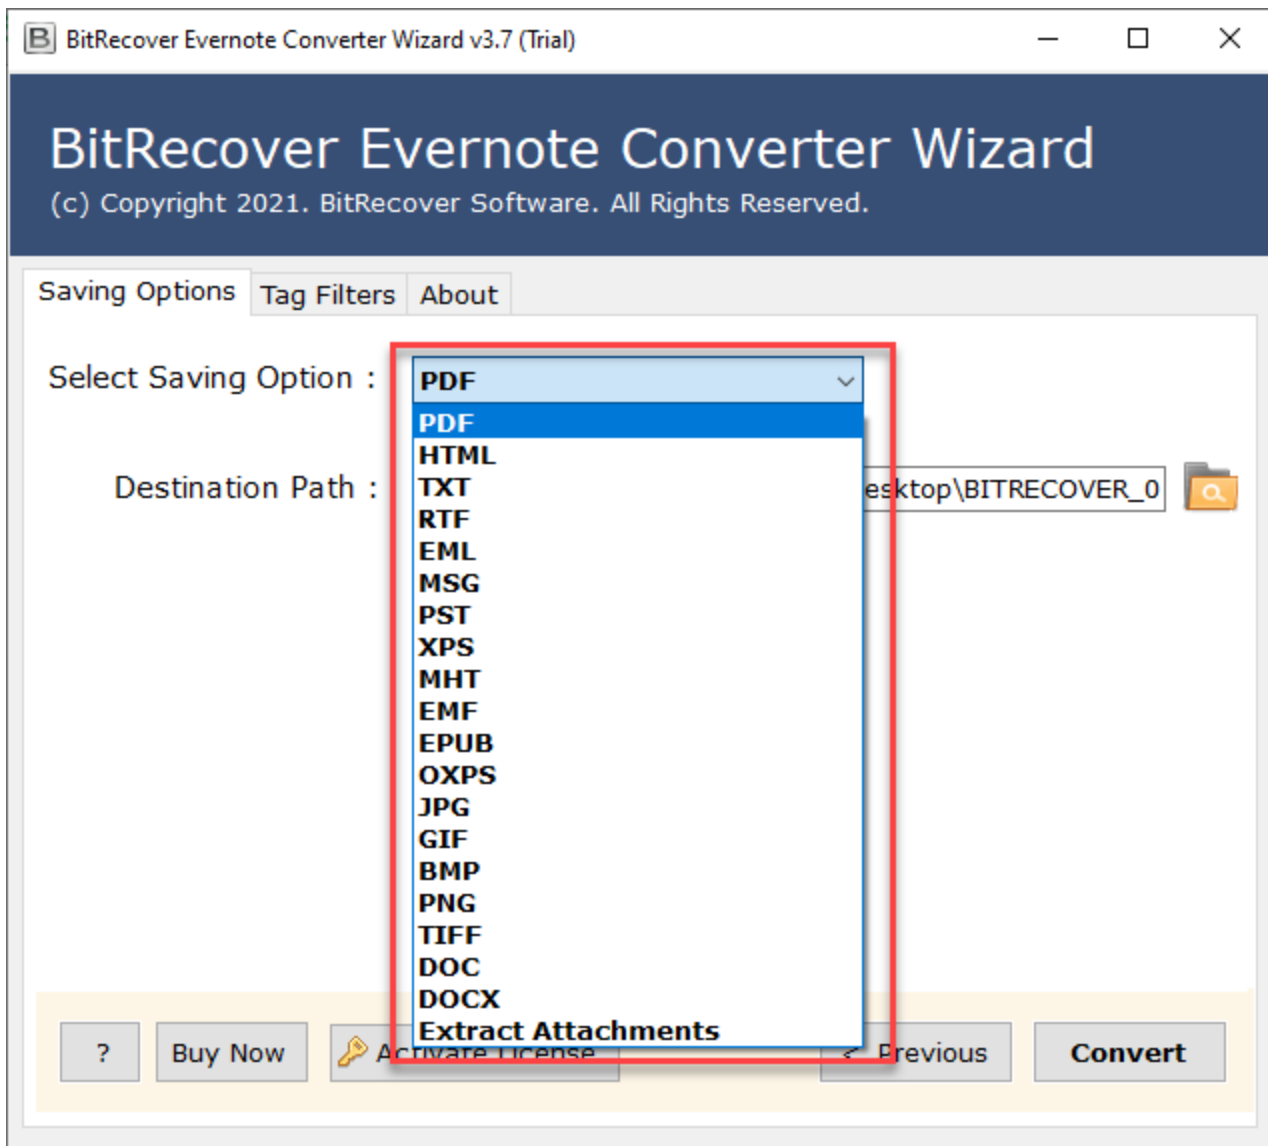 B BitRecover Evernote Converter Wizard v3.7 (Trial)
BitRecover Evernote Converter Wizard
(c) Copyright 2021. BitRecover Software. All Rights Reserved.
Saving Options Tag Filters About
Select Saving Option : PDF
PDF
HTML
Destination Path : esktop\BITRECOVER_0
TXT
RTF
EML
MSG
PST
XPS
MHT
EMF
EPUB
OXPS
JPG
GIF
BMP
PNG
TIFF
DOC
DOCX
Extract Attachments
? Buy Now Activate License < Previous Convert